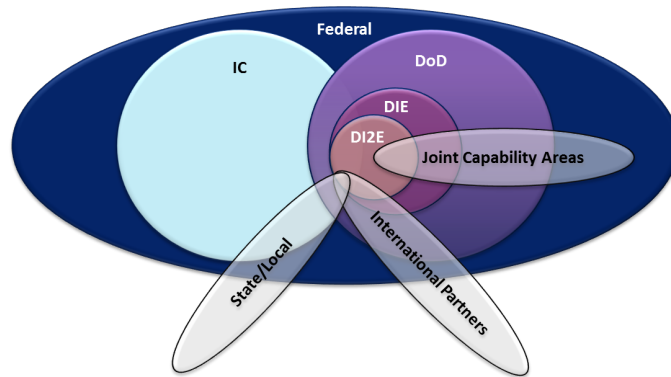 Federal
IC
DoD
DIE
DI2E
Joint Capability Areas
State/Local
International Partners